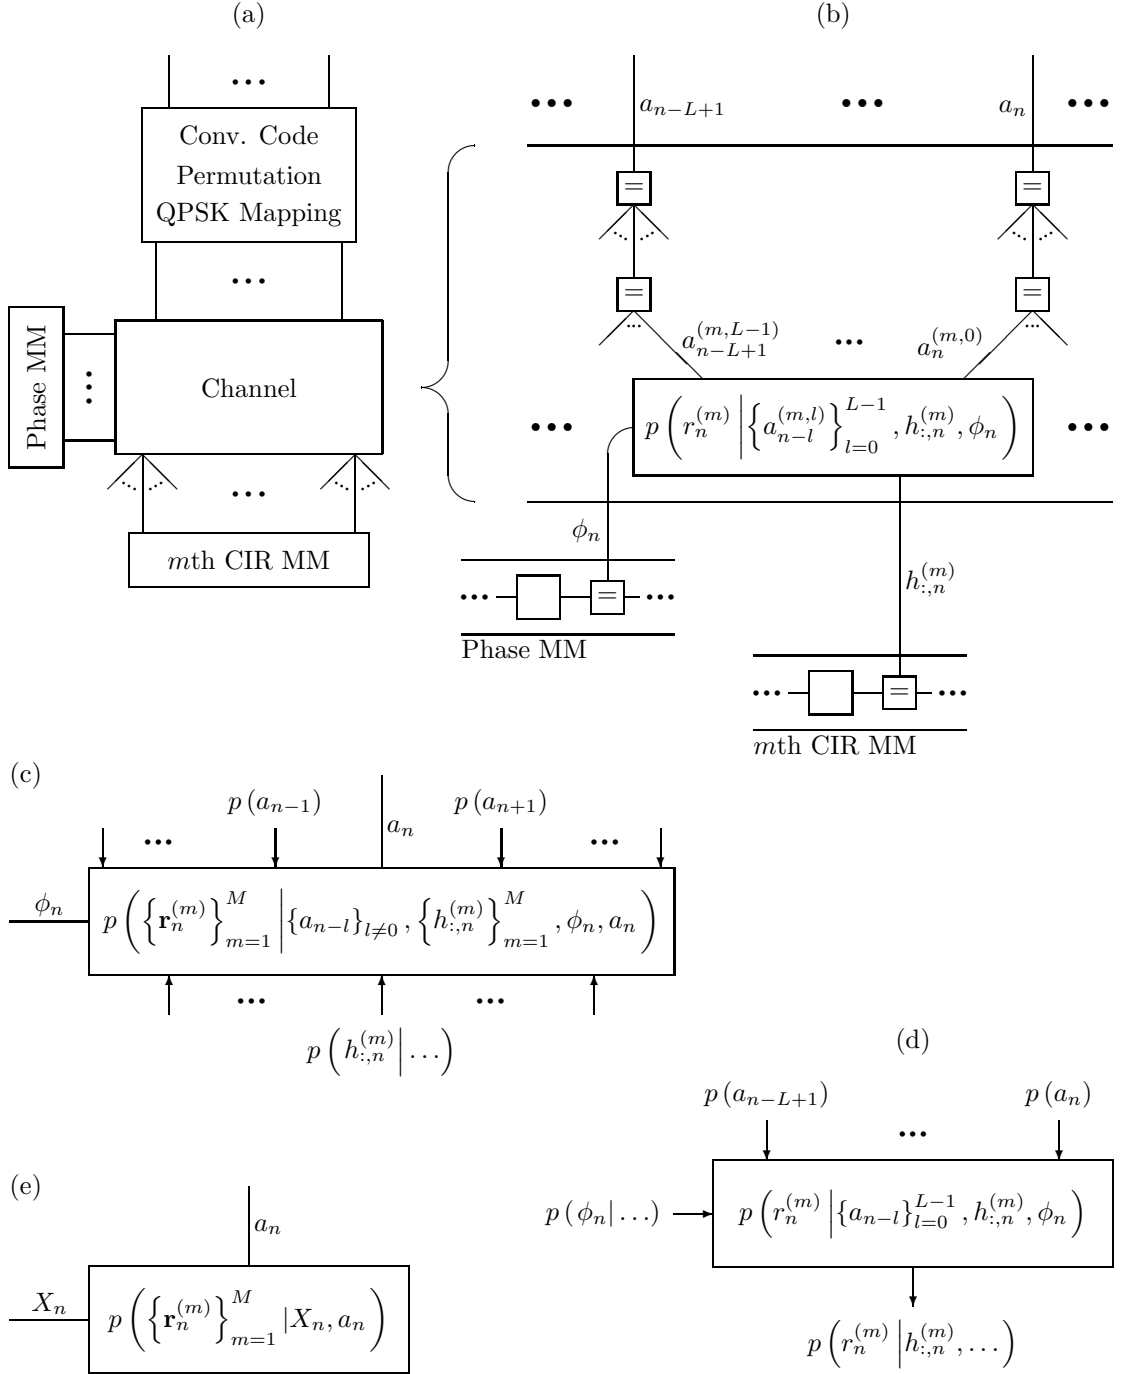 (a)
...
Conv. Code
Permutation
QPSK Mapping
...
Phase MM
...
Channel
...
mth CIR MM
(b)
... a_{n-L+1} ... a_n ...
= =
= =
a_{n-L+1}^{(m,L-1)} ... a_n^{(m,0)}
... p ( r_n^{(m)} | { a_{n-l}^{(m,l)} }_{l=0}^{L-1} , h_{:,n}^{(m)}, ϕ_n ) ...
ϕ_n
h_{:,n}^{(m)}
... = ...
Phase MM
... = ...
mth CIR MM
(c)
p (a_{n-1}) p (a_{n+1})
... a_n ...
ϕ_n
p ( { 𝐫_n^{(m)} }_{m=1}^{M} | {a_{n-l}}_{l≠0} , { h_{:,n}^{(m)} }_{m=1}^{M} , ϕ_n, a_n )
... ...
p ( h_{:,n}^{(m)} | ... )
(d)
p (a_{n-L+1}) p (a_n)
...
p ( ϕ_n | ... )
p ( r_n^{(m)} | {a_{n-l}}_{l=0}^{L-1} , h_{:,n}^{(m)}, ϕ_n )
p ( r_n^{(m)} | h_{:,n}^{(m)}, ... )
(e)
a_n
X_n
p ( { 𝐫_n^{(m)} }_{m=1}^{M} | X_n, a_n )